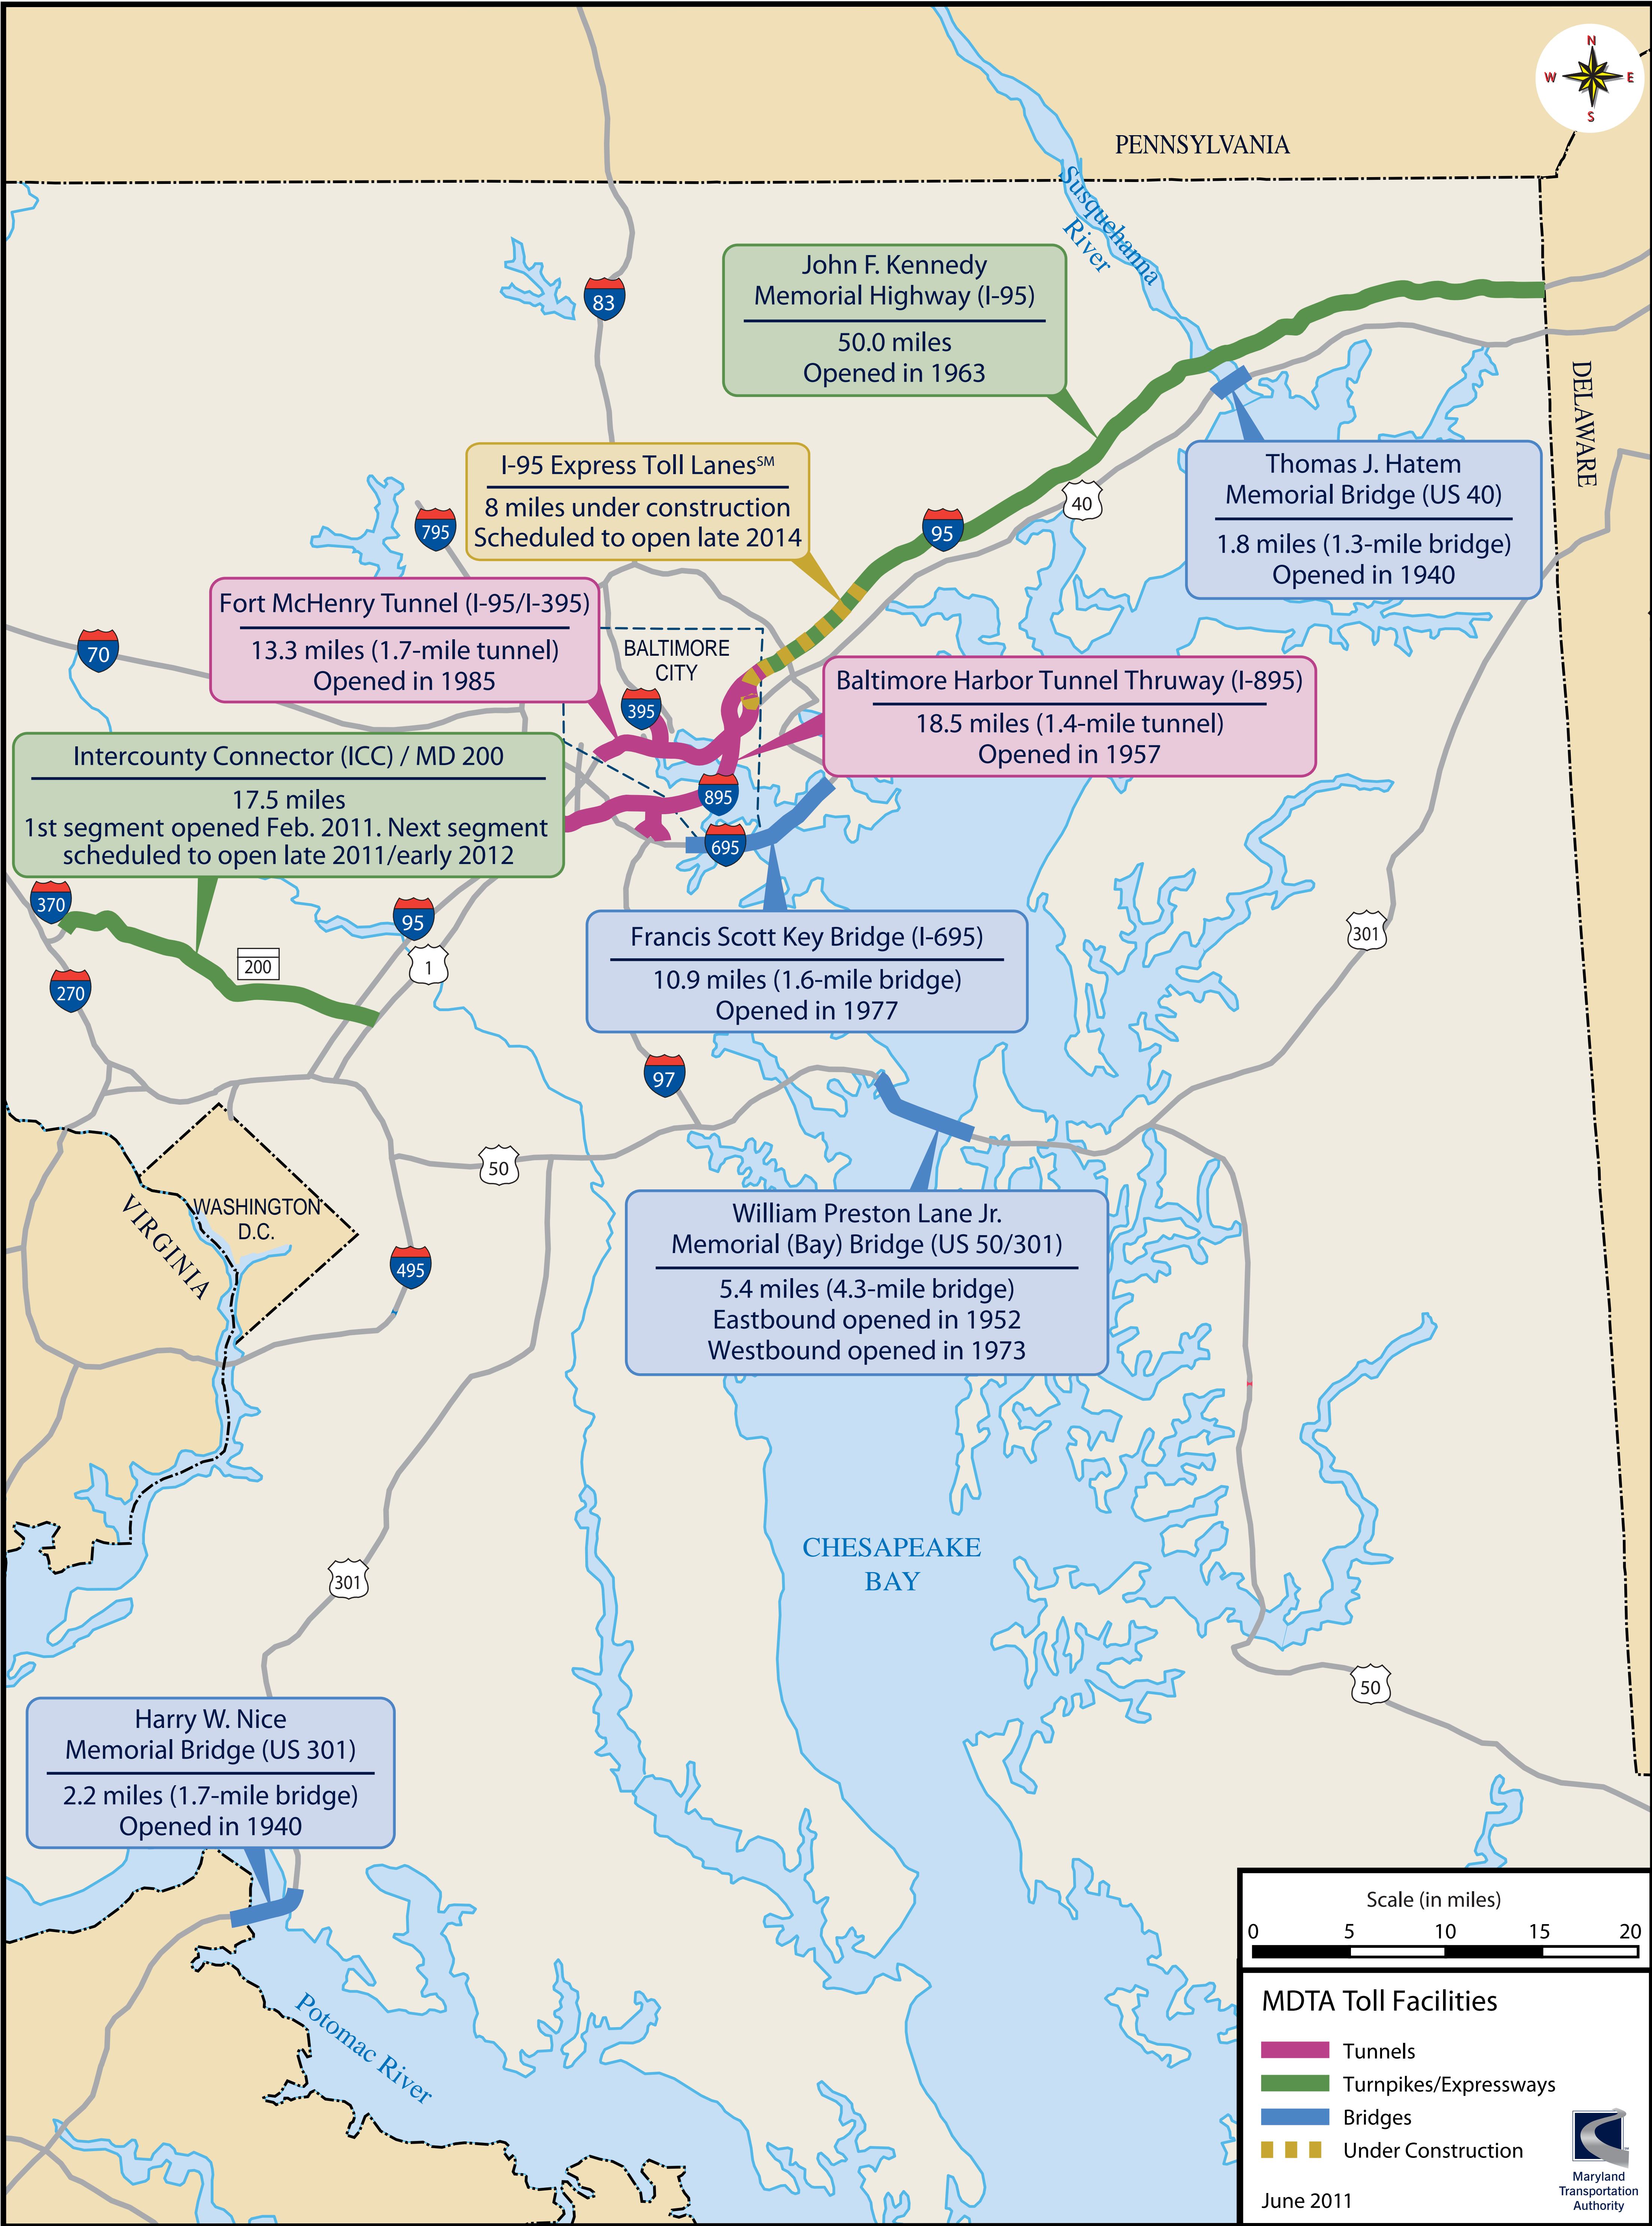 N
W
E
S
PENNSYLVANIA
Susquehanna
River
John F. Kennedy
Memorial Highway (I-95)
50.0 miles
Opened in 1963
83
DELAWARE
I-95 Express Toll Lanes℠
8 miles under construction
Scheduled to open late 2014
Thomas J. Hatem
Memorial Bridge (US 40)
1.8 miles (1.3-mile bridge)
Opened in 1940
40
95
795
Fort McHenry Tunnel (I-95/I-395)
13.3 miles (1.7-mile tunnel)
Opened in 1985
70
BALTIMORE
CITY
395
Baltimore Harbor Tunnel Thruway (I-895)
18.5 miles (1.4-mile tunnel)
Opened in 1957
Intercounty Connector (ICC) / MD 200
17.5 miles
1st segment opened Feb. 2011. Next segment
scheduled to open late 2011/early 2012
895
695
370
95
1
200
270
Francis Scott Key Bridge (I-695)
10.9 miles (1.6-mile bridge)
Opened in 1977
301
97
50
WASHINGTON
D.C.
VIRGINIA
495
William Preston Lane Jr.
Memorial (Bay) Bridge (US 50/301)
5.4 miles (4.3-mile bridge)
Eastbound opened in 1952
Westbound opened in 1973
CHESAPEAKE
BAY
301
50
Harry W. Nice
Memorial Bridge (US 301)
2.2 miles (1.7-mile bridge)
Opened in 1940
Potomac River
Scale (in miles)
0 5 10 15 20
MDTA Toll Facilities
Tunnels
Turnpikes/Expressways
Bridges
Under Construction
June 2011
Maryland
Transportation
Authority